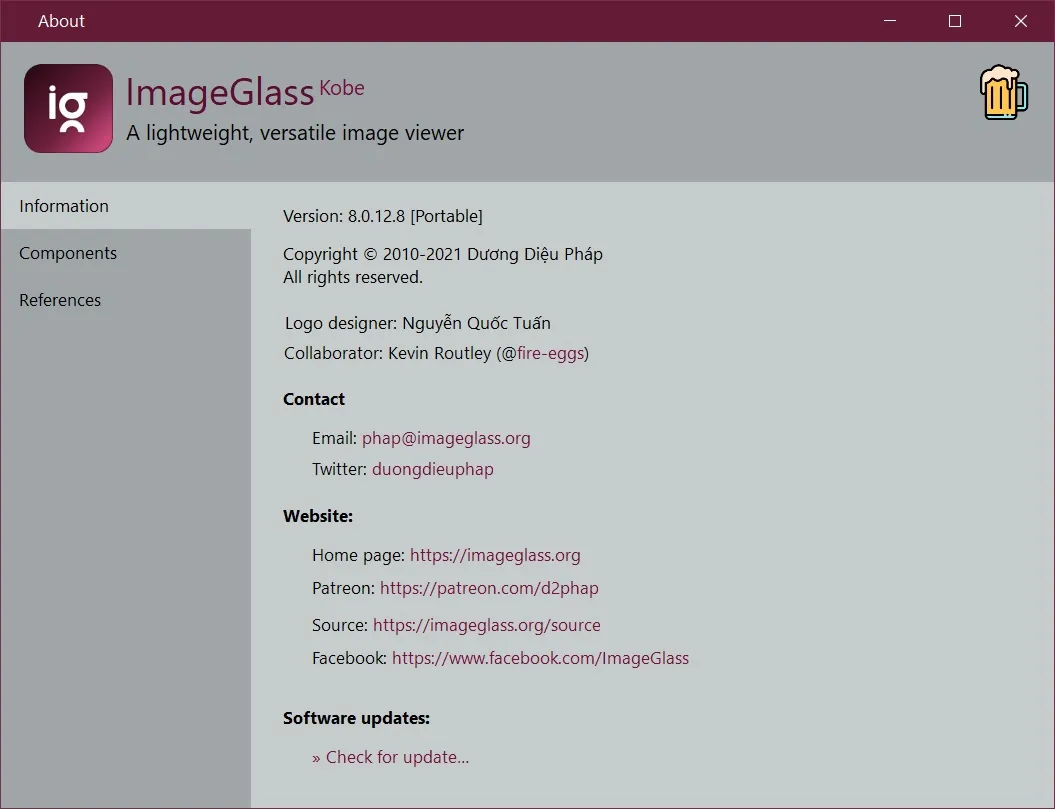 About
ig
ImageGlass Kobe
A lightweight, versatile image viewer
Information
Components
References
Version: 8.0.12.8 [Portable]
Copyright © 2010-2021 Dương Diệu Pháp
All rights reserved.
Logo designer: Nguyễn Quốc Tuấn
Collaborator: Kevin Routley (@fire-eggs)
Contact
Email: phap@imageglass.org
Twitter: duongdieuphap
Website:
Home page: https://imageglass.org
Patreon: https://patreon.com/d2phap
Source: https://imageglass.org/source
Facebook: https://www.facebook.com/ImageGlass
Software updates:
» Check for update...